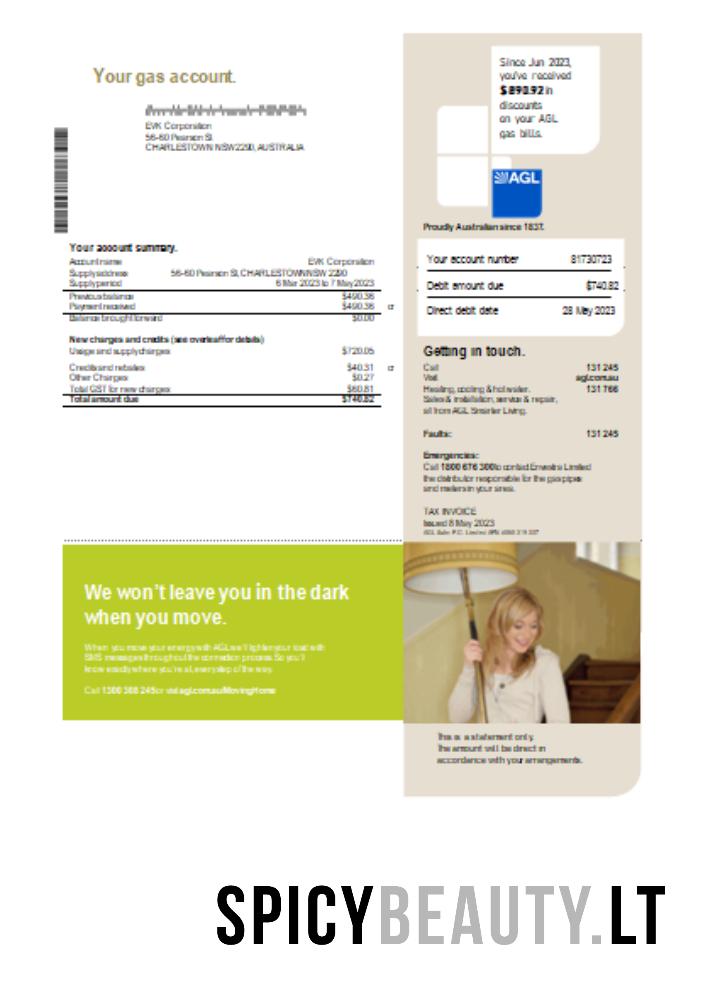 Your gas account.
EVK Corporation
56-60 Pearson St,
CHARLESTOWN NSW 2290, AUSTRALIA
Since Jun 2023,
you've received
$890.92 in
discounts
on your AGL
gas bills.
AGL
Proudly Australian since 1837.
Your account summary.
Account name EVK Corporation
Supply address 56-60 Pearson St, CHARLESTOWN NSW 2290
Supply period 6 Mar 2023 to 7 May 2023
Previous balance $490.36
Payment received $490.36 cr
Balance brought forward $0.00
New charges and credits (see overleaf for details)
Usage and supply charges $720.05
Credits and rebates $40.31 cr
Other Charges $0.27
Total GST for new charges $60.81
Total amount due $740.82
Your account number 81730723
Debit amount due $740.82
Direct debit date 28 May 2023
Getting in touch.
Call 131 245
Visit agl.com.au
Heating, cooling & hot water. 131 766
Sales & installation, service & repair,
all from AGL Smarter Living.
Faults: 131 245
Emergencies:
Call 1800 676 300 to contact Envestra Limited
the distributor responsible for the gas pipes
and meters in your area.
TAX INVOICE
Issued 8 May 2023
We won't leave you in the dark
when you move.
When you move your energy with AGL we'll lighten your load with
SMS messages throughout the connection process. So you'll
know exactly where you're at, every step of the way.
Call 1300 308 245 or visit agl.com.au/MovingHome
This is a statement only.
The amount will be direct in
accordance with your arrangements.
SPICYBEAUTY.LT